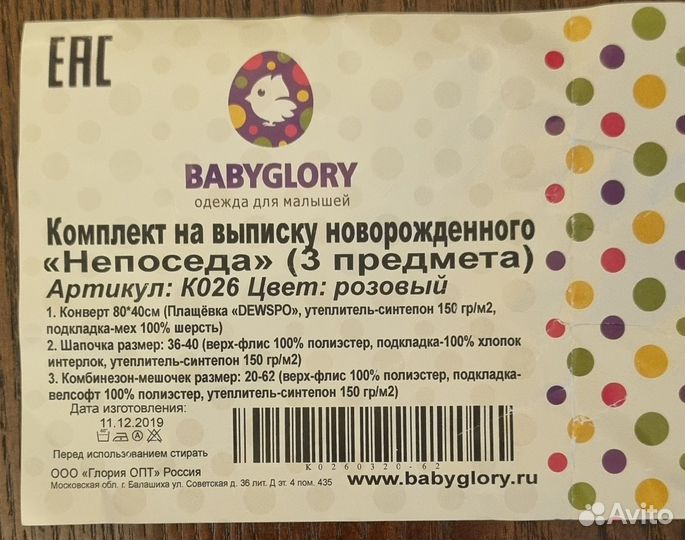 ЕАС
BABYGLORY
одежда для малышей
Комплект на выписку новорожденного
«Непоседа» (3 предмета)
Артикул: К026 Цвет: розовый
1. Конверт 80*40см (Плащёвка «DEWSPO», утеплитель-синтепон 150 гр/м2,
подкладка-мех 100% шерсть)
2. Шапочка размер: 36-40 (верх-флис 100% полиэстер, подкладка-100% хлопок
интерлок, утеплитель-синтепон 150 гр/м2)
3. Комбинезон-мешочек размер: 20-62 (верх-флис 100% полиэстер, подкладка-
велсофт 100% полиэстер, утеплитель-синтепон 150 гр/м2)
Дата изготовления:
11.12.2019
Перед использованием стирать
ООО «Глория ОПТ» Россия
Московская обл. г. Балашиха ул. Советская д. 36 лит. Д эт. 4 пом. 435
K0260320-62
www.babyglory.ru
Avito